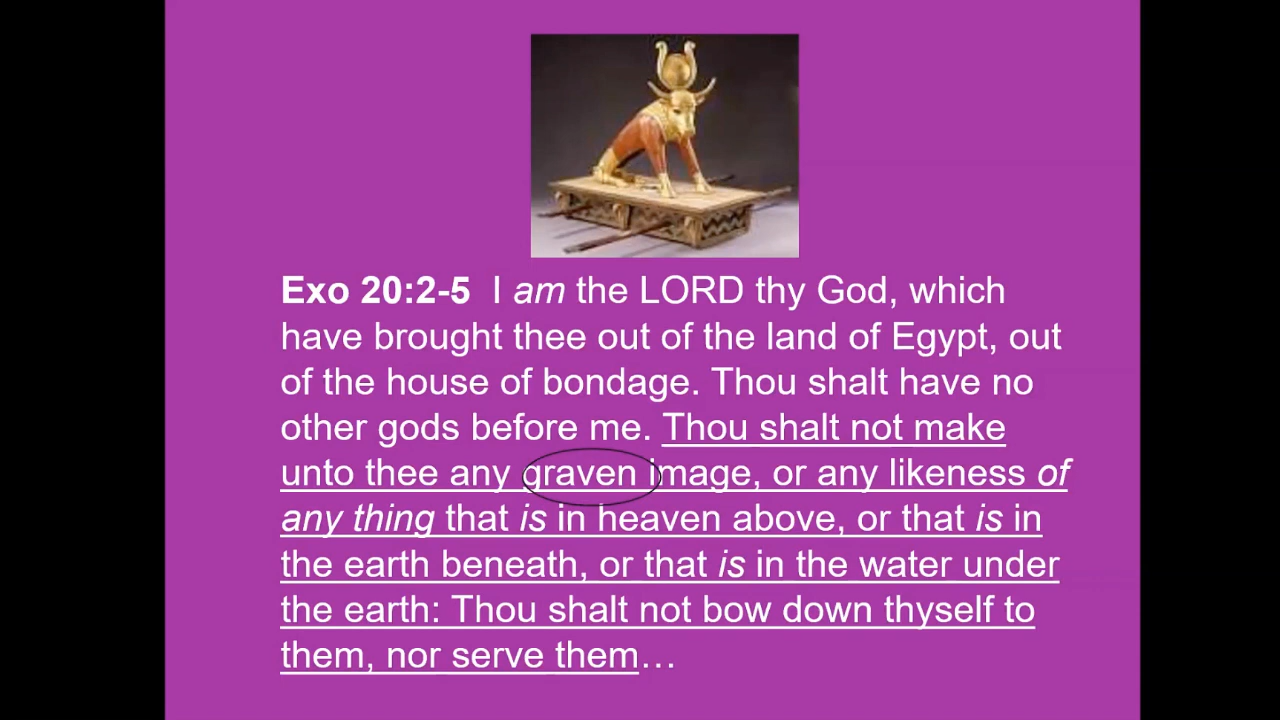 Exo 20:2-5 I am the LORD thy God, which
have brought thee out of the land of Egypt, out
of the house of bondage. Thou shalt have no
other gods before me. Thou shalt not make
unto thee any graven image, or any likeness of
any thing that is in heaven above, or that is in
the earth beneath, or that is in the water under
the earth: Thou shalt not bow down thyself to
them, nor serve them…